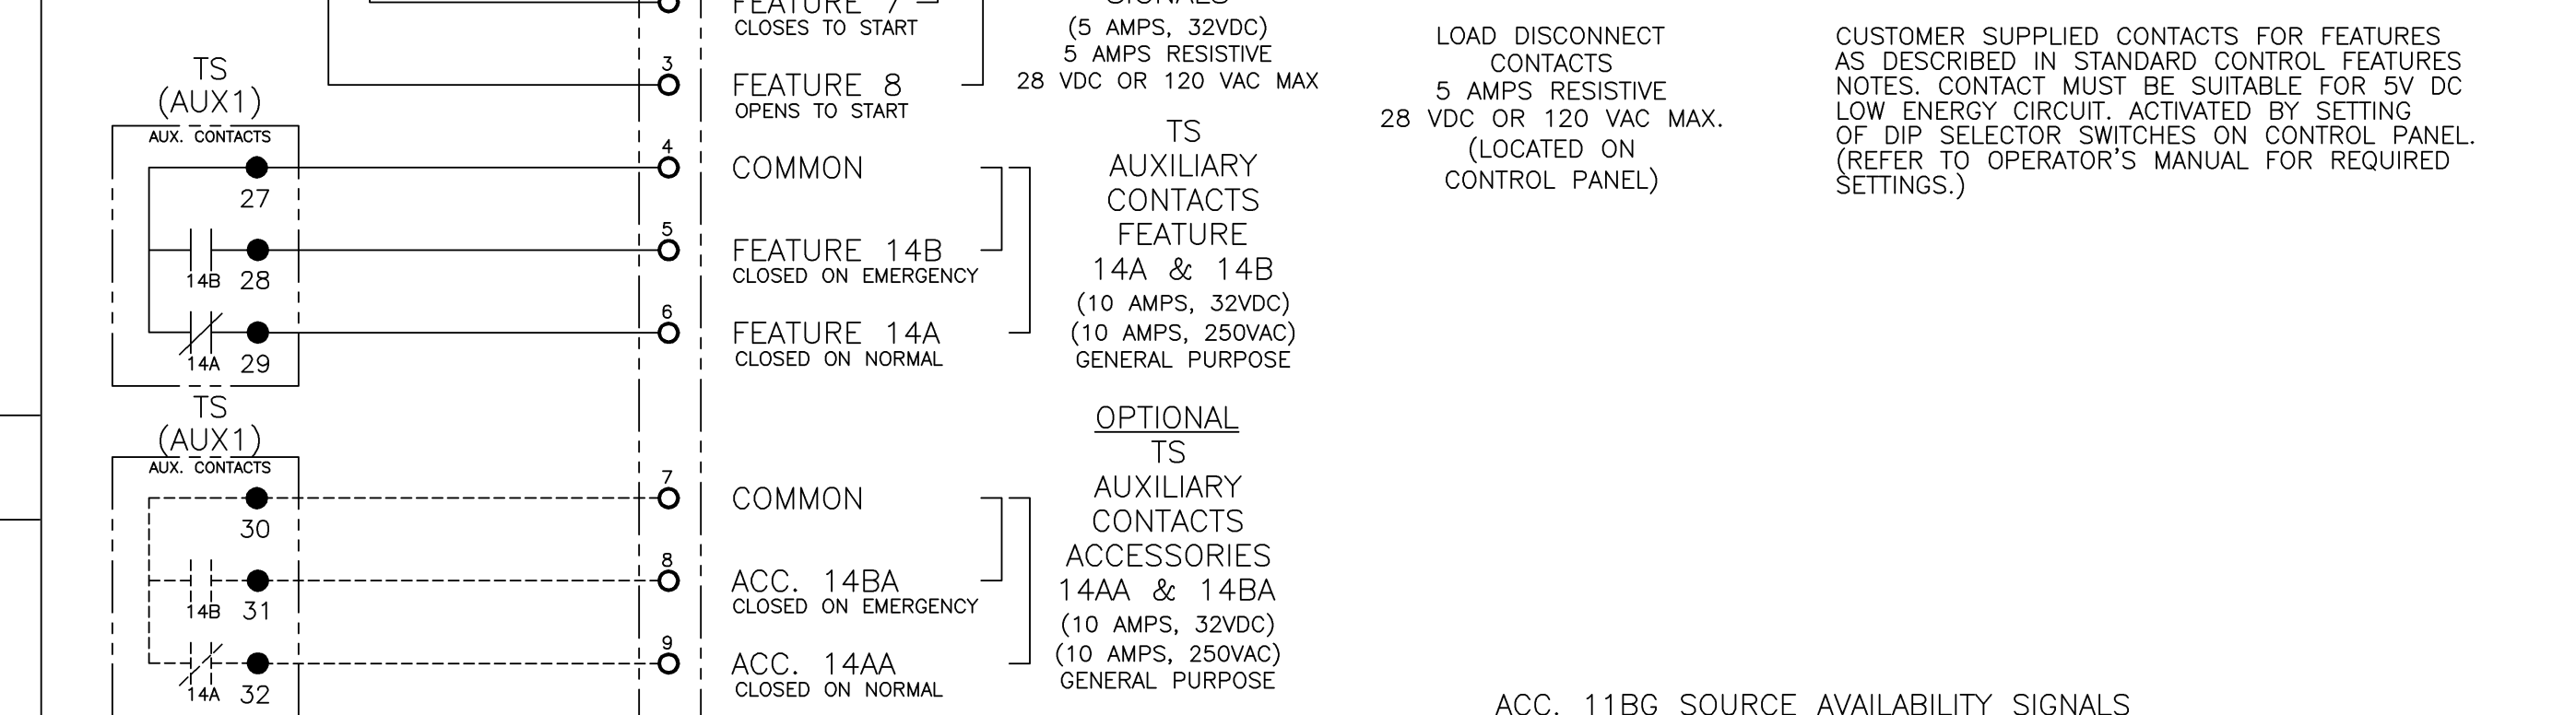 FEATURE 7
CLOSES TO START
3
FEATURE 8
OPENS TO START
SIGNALS
(5 AMPS, 32VDC)
5 AMPS RESISTIVE
28 VDC OR 120 VAC MAX
LOAD DISCONNECT
CONTACTS
5 AMPS RESISTIVE
28 VDC OR 120 VAC MAX.
(LOCATED ON
CONTROL PANEL)
CUSTOMER SUPPLIED CONTACTS FOR FEATURES
AS DESCRIBED IN STANDARD CONTROL FEATURES
NOTES. CONTACT MUST BE SUITABLE FOR 5V DC
LOW ENERGY CIRCUIT. ACTIVATED BY SETTING
OF DIP SELECTOR SWITCHES ON CONTROL PANEL.
(REFER TO OPERATOR'S MANUAL FOR REQUIRED
SETTINGS.)
TS
(AUX1)
AUX. CONTACTS
27
14B 28
14A 29
4
COMMON
5
FEATURE 14B
CLOSED ON EMERGENCY
6
FEATURE 14A
CLOSED ON NORMAL
TS
AUXILIARY
CONTACTS
FEATURE
14A & 14B
(10 AMPS, 32VDC)
(10 AMPS, 250VAC)
GENERAL PURPOSE
TS
(AUX1)
AUX. CONTACTS
30
14B 31
14A 32
7
COMMON
8
ACC. 14BA
CLOSED ON EMERGENCY
9
ACC. 14AA
CLOSED ON NORMAL
OPTIONAL
TS
AUXILIARY
CONTACTS
ACCESSORIES
14AA & 14BA
(10 AMPS, 32VDC)
(10 AMPS, 250VAC)
GENERAL PURPOSE
ACC. 11BG SOURCE AVAILABILITY SIGNALS